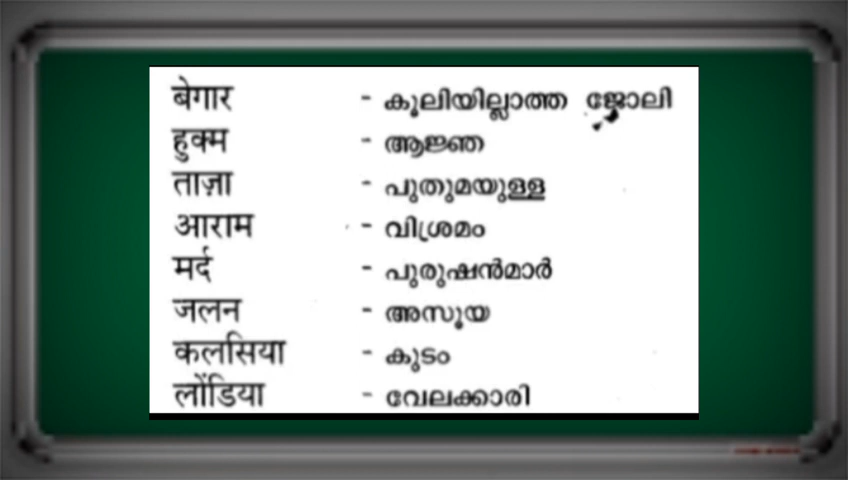 बेगार - കൂലിയില്ലാത്ത ജോലി
हुक्म - ആജ്ഞ
ताज़ा - പുതുമയുള്ള
आराम - വിശ്രമം
मर्द - പുരുഷൻമാർ
जलन - അസൂയ
कलसिया - കുടം
लोंडिया - വേലക്കാരി